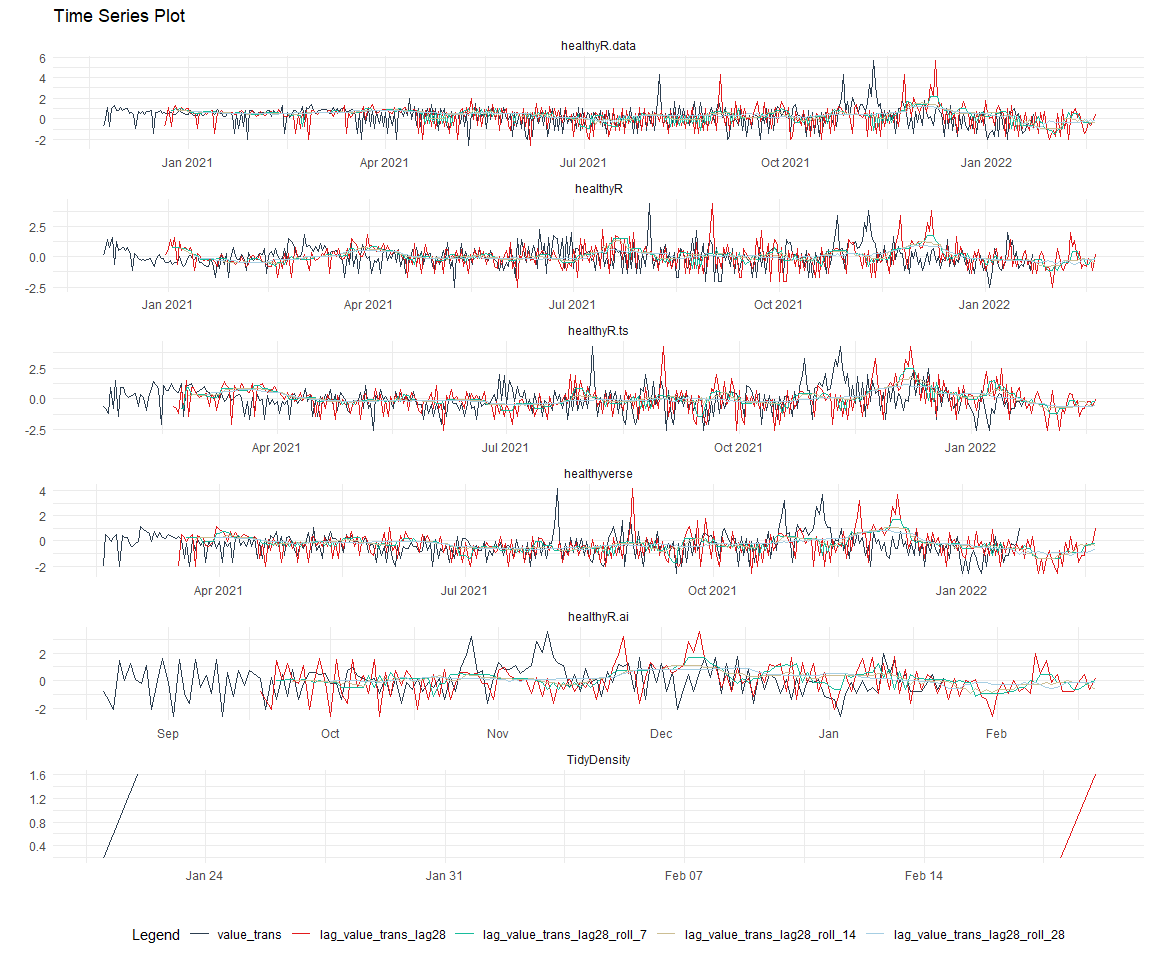 Time Series Plot
healthyR.data
6
4
2
0
-2
Jan 2021 Apr 2021 Jul 2021 Oct 2021 Jan 2022
healthyR
2.5
0.0
-2.5
Jan 2021 Apr 2021 Jul 2021 Oct 2021 Jan 2022
healthyR.ts
2.5
0.0
-2.5
Apr 2021 Jul 2021 Oct 2021 Jan 2022
healthyverse
4
2
0
-2
Apr 2021 Jul 2021 Oct 2021 Jan 2022
healthyR.ai
2
0
-2
Sep Oct Nov Dec Jan Feb
TidyDensity
1.6
1.2
0.8
0.4
Jan 24 Jan 31 Feb 07 Feb 14
Legend value_trans lag_value_trans_lag28 lag_value_trans_lag28_roll_7 lag_value_trans_lag28_roll_14 lag_value_trans_lag28_roll_28